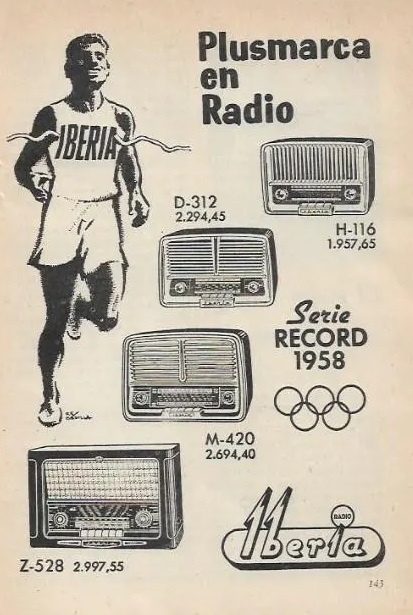 Plusmarca
en
Radio
IBERIA
D-312
2.294,45
H-116
1.957,65
Serie
RECORD
1958
M-420
2.694,40
Z-528 2.997,55
RADIO
Iberia
143